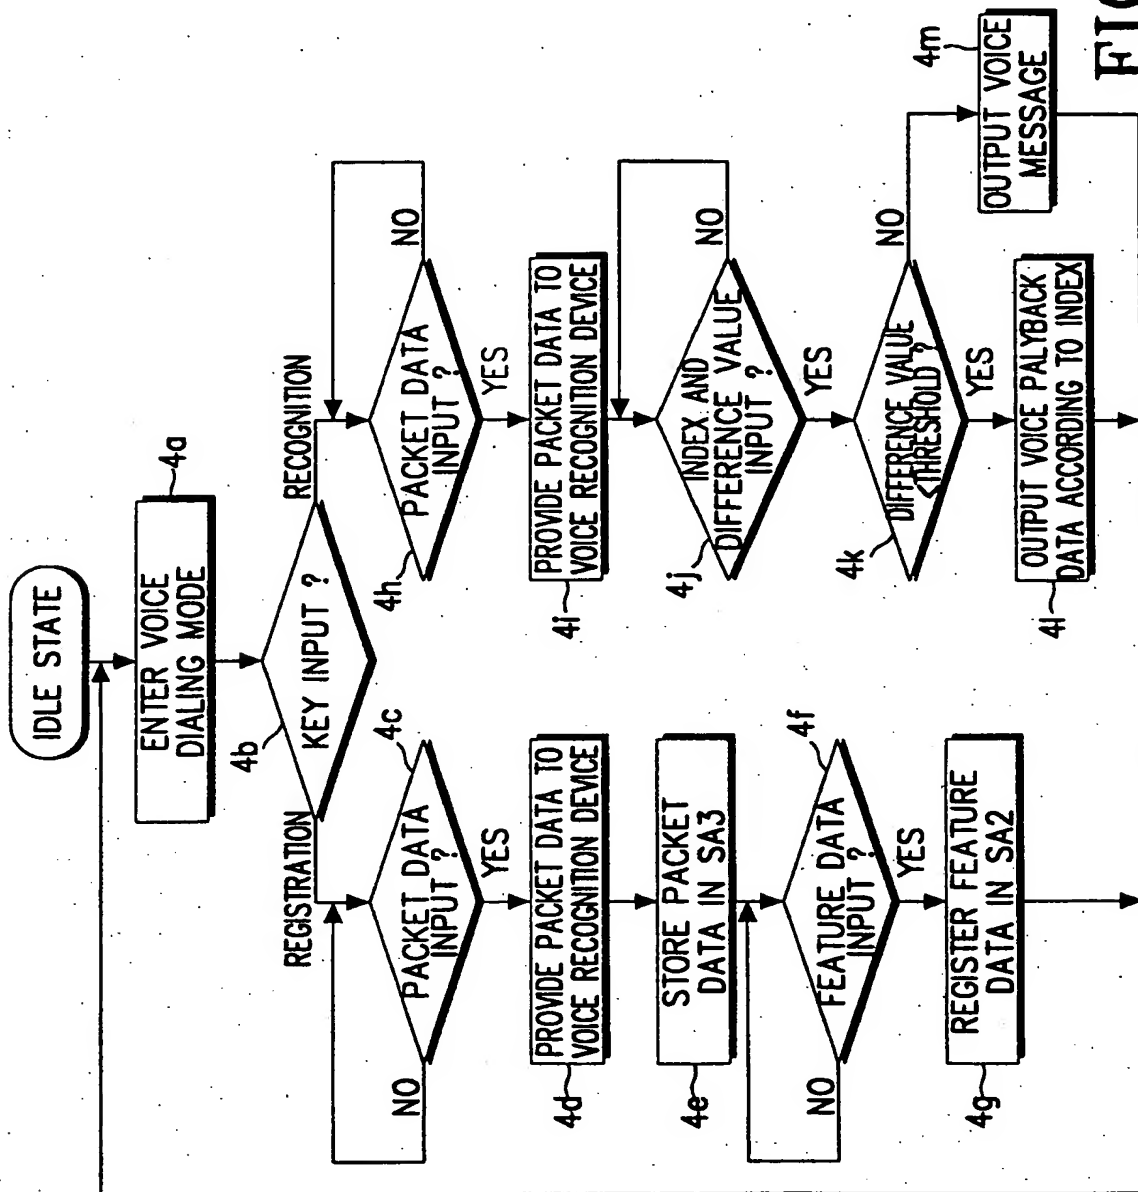 IDLE STATE
4a
ENTER VOICE
DIALING MODE
4b
KEY INPUT ?
REGISTRATION
RECOGNITION
4c
PACKET DATA
INPUT ?
NO
YES
4d
PROVIDE PACKET DATA TO
VOICE RECOGNITION DEVICE
4e
STORE PACKET
DATA IN SA3
4f
FEATURE DATA
INPUT ?
NO
YES
4g
REGISTER FEATURE
DATA IN SA2
4h
PACKET DATA
INPUT ?
NO
YES
4i
PROVIDE PACKET DATA TO
VOICE RECOGNITION DEVICE
4j
INDEX AND
DIFFERENCE VALUE
INPUT ?
NO
YES
4k
DIFFERENCE VALUE
<THRESHOLD ?
NO
YES
4l
OUTPUT VOICE PALYBACK
DATA ACCORDING TO INDEX
4m
OUTPUT VOICE
MESSAGE
FIG